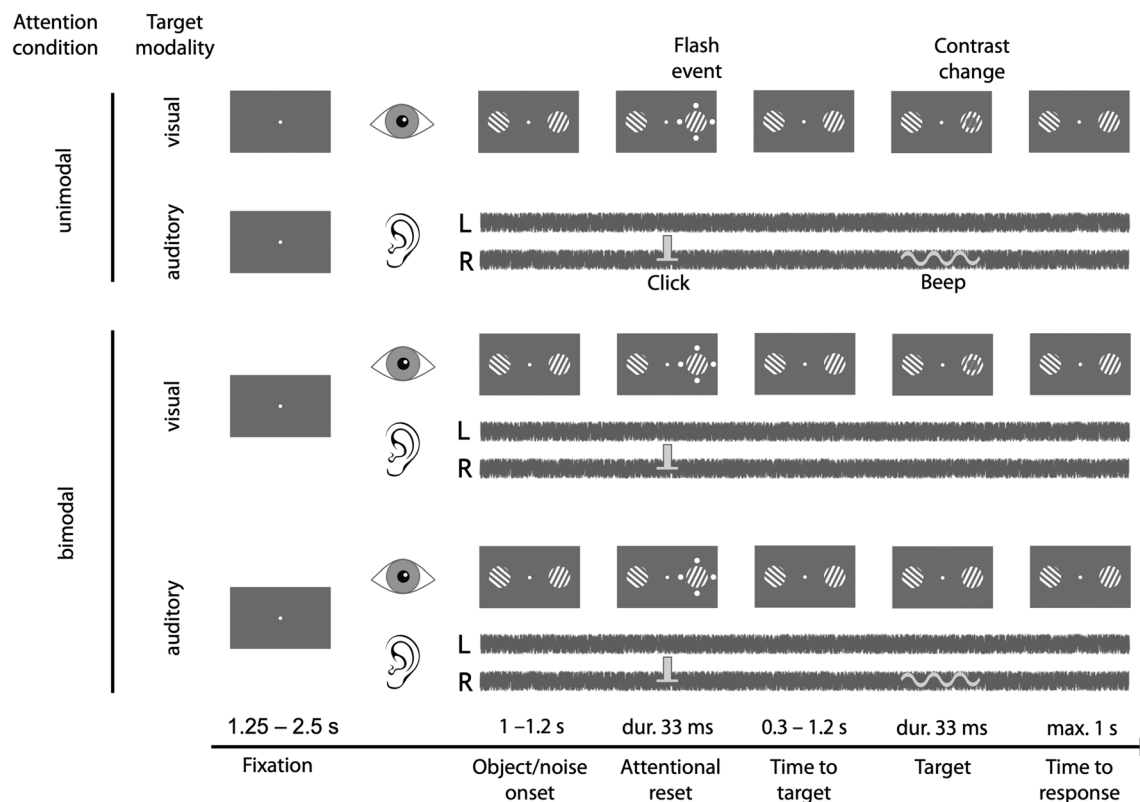 Attention
condition
Target
modality
Flash
event
Contrast
change
unimodal
visual
auditory
L
R
Click
Beep
bimodal
visual
L
R
auditory
L
R
1.25 – 2.5 s
1 –1.2 s
dur. 33 ms
0.3 – 1.2 s
dur. 33 ms
max. 1 s
Fixation
Object/noise
onset
Attentional
reset
Time to
target
Target
Time to
response